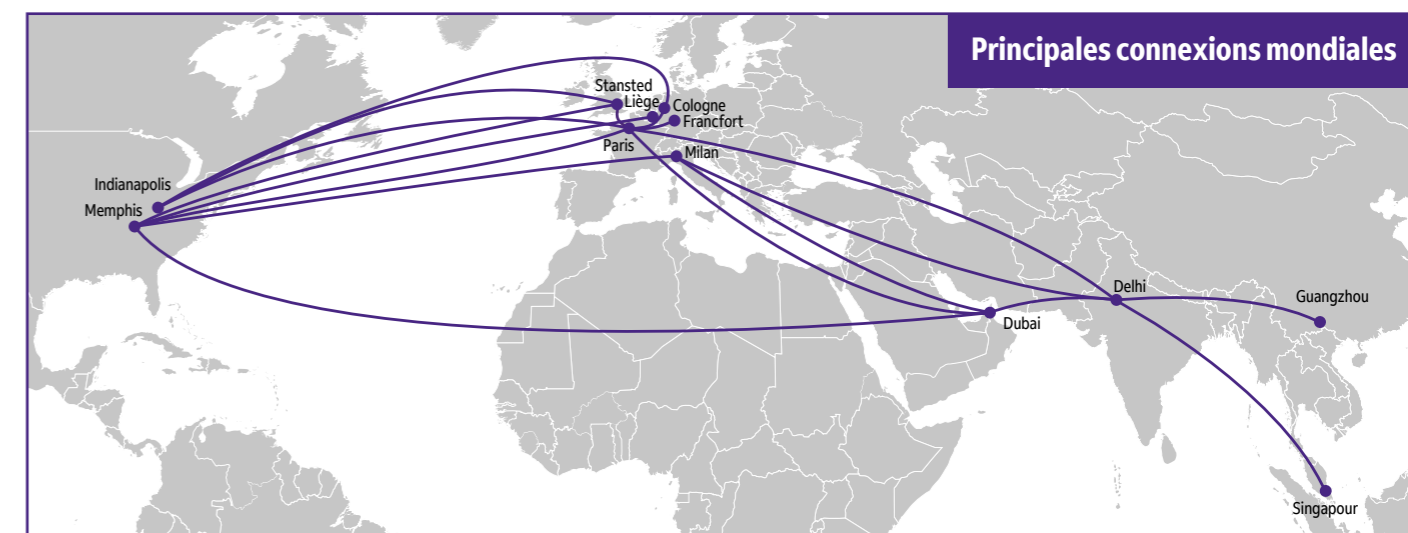 Principales connexions mondiales
Stansted
Liège
Cologne
Francfort
Paris
Milan
Indianapolis
Memphis
Delhi
Guangzhou
Dubai
Singapour